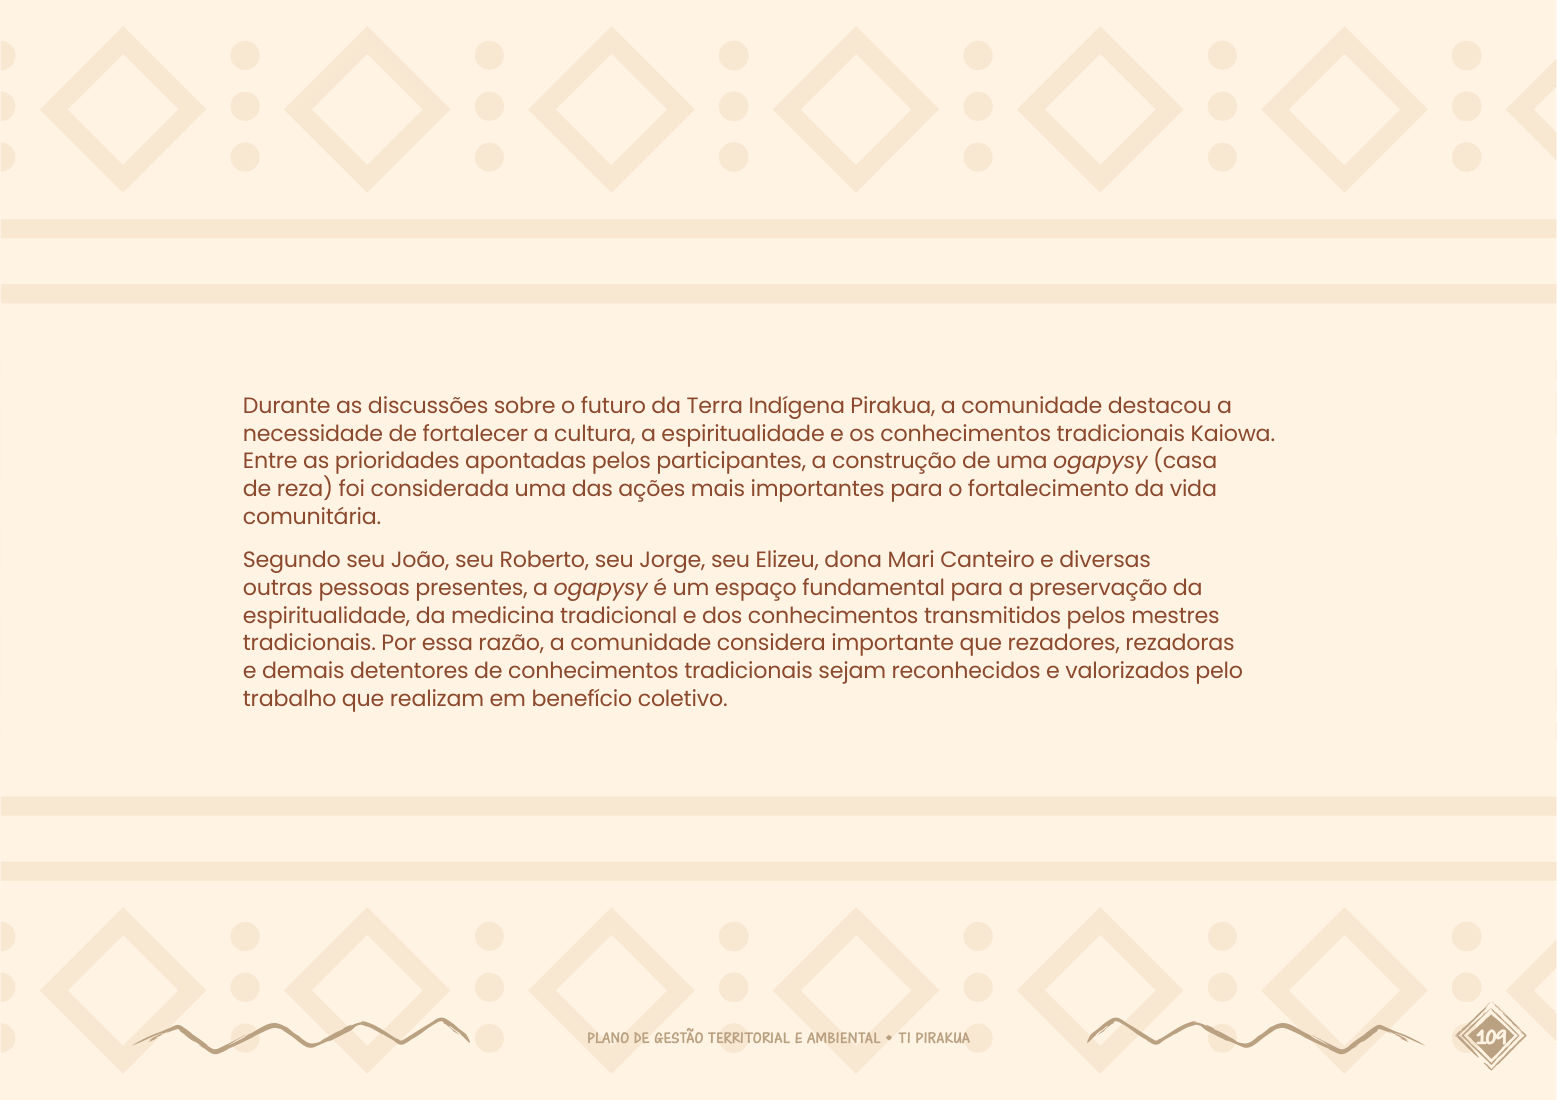 Durante as discussões sobre o futuro da Terra Indígena Pirakua, a comunidade destacou a
necessidade de fortalecer a cultura, a espiritualidade e os conhecimentos tradicionais Kaiowa.
Entre as prioridades apontadas pelos participantes, a construção de uma ogapysy (casa
de reza) foi considerada uma das ações mais importantes para o fortalecimento da vida
comunitária.
Segundo seu João, seu Roberto, seu Jorge, seu Elizeu, dona Mari Canteiro e diversas
outras pessoas presentes, a ogapysy é um espaço fundamental para a preservação da
espiritualidade, da medicina tradicional e dos conhecimentos transmitidos pelos mestres
tradicionais. Por essa razão, a comunidade considera importante que rezadores, rezadoras
e demais detentores de conhecimentos tradicionais sejam reconhecidos e valorizados pelo
trabalho que realizam em benefício coletivo.
PLANO DE GESTÃO TERRITORIAL E AMBIENTAL • TI PIRAKUA
109